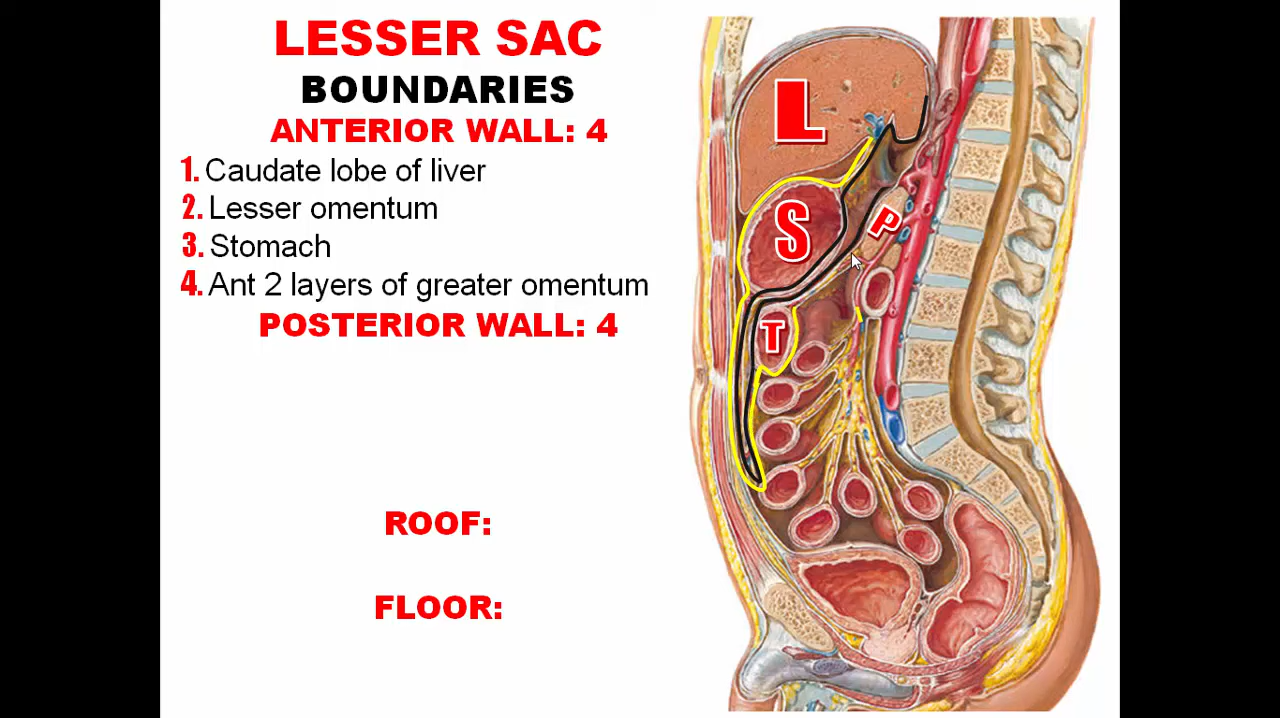 LESSER SAC
BOUNDARIES
ANTERIOR WALL: 4
1. Caudate lobe of liver
2. Lesser omentum
3. Stomach
4. Ant 2 layers of greater omentum
POSTERIOR WALL: 4
ROOF:
FLOOR:
L
S
P
T